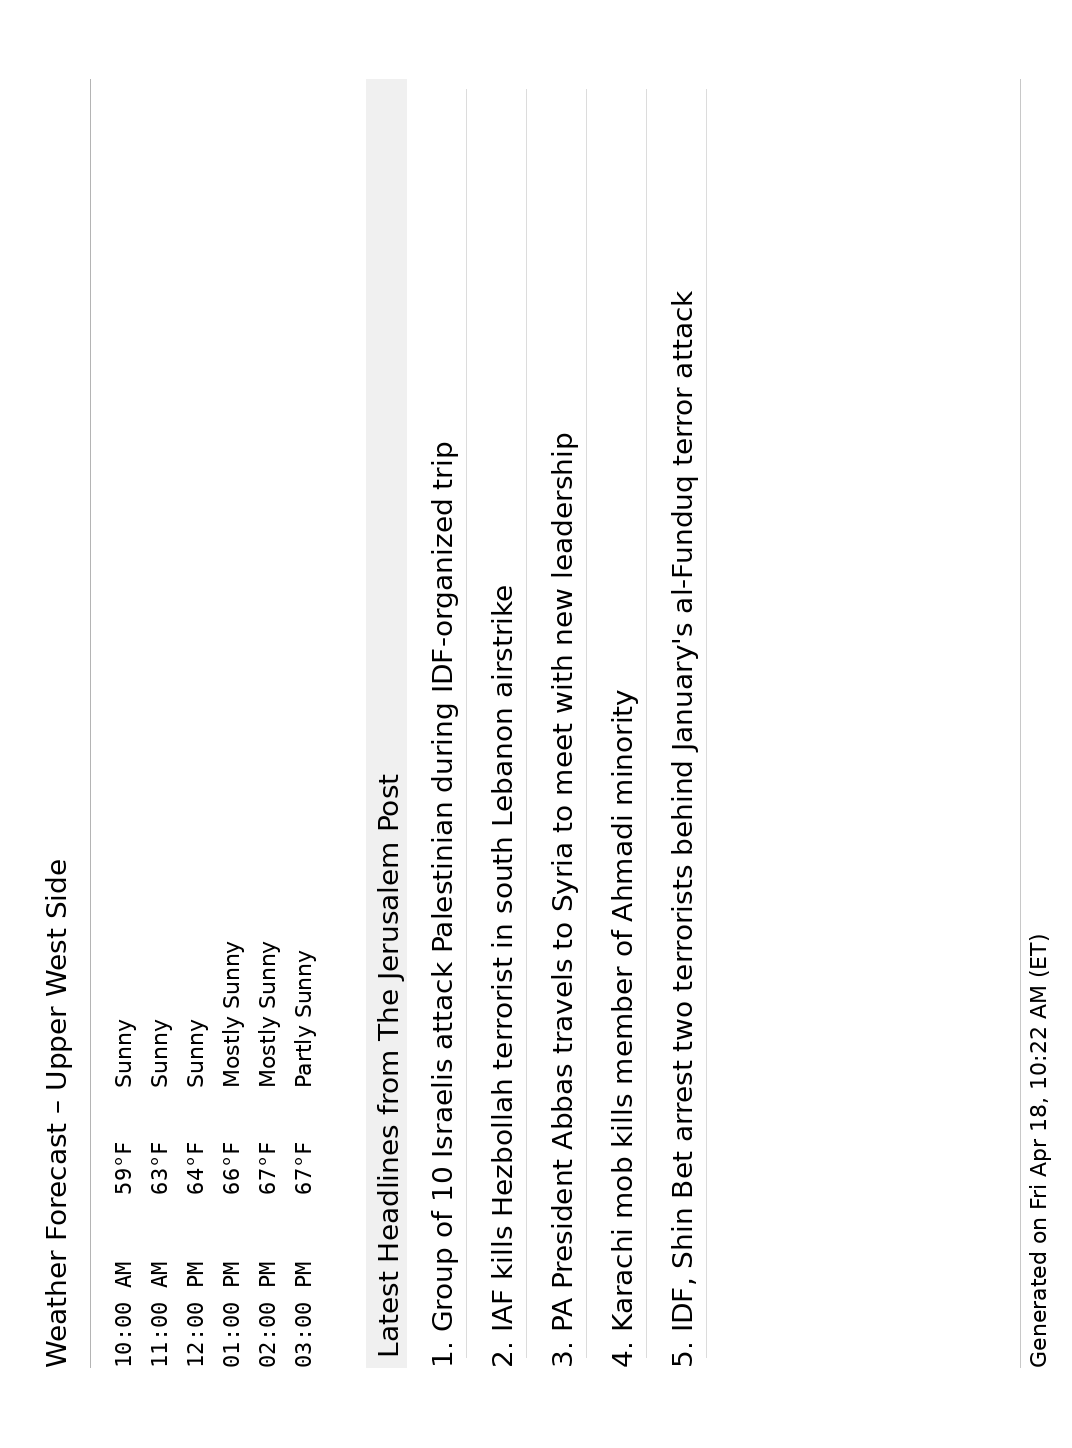 Weather Forecast – Upper West Side
10:00 AM 59°F Sunny
11:00 AM 63°F Sunny
12:00 PM 64°F Sunny
01:00 PM 66°F Mostly Sunny
02:00 PM 67°F Mostly Sunny
03:00 PM 67°F Partly Sunny
Latest Headlines from The Jerusalem Post
1. Group of 10 Israelis attack Palestinian during IDF-organized trip
2. IAF kills Hezbollah terrorist in south Lebanon airstrike
3. PA President Abbas travels to Syria to meet with new leadership
4. Karachi mob kills member of Ahmadi minority
5. IDF, Shin Bet arrest two terrorists behind January's al-Funduq terror attack
Generated on Fri Apr 18, 10:22 AM (ET)